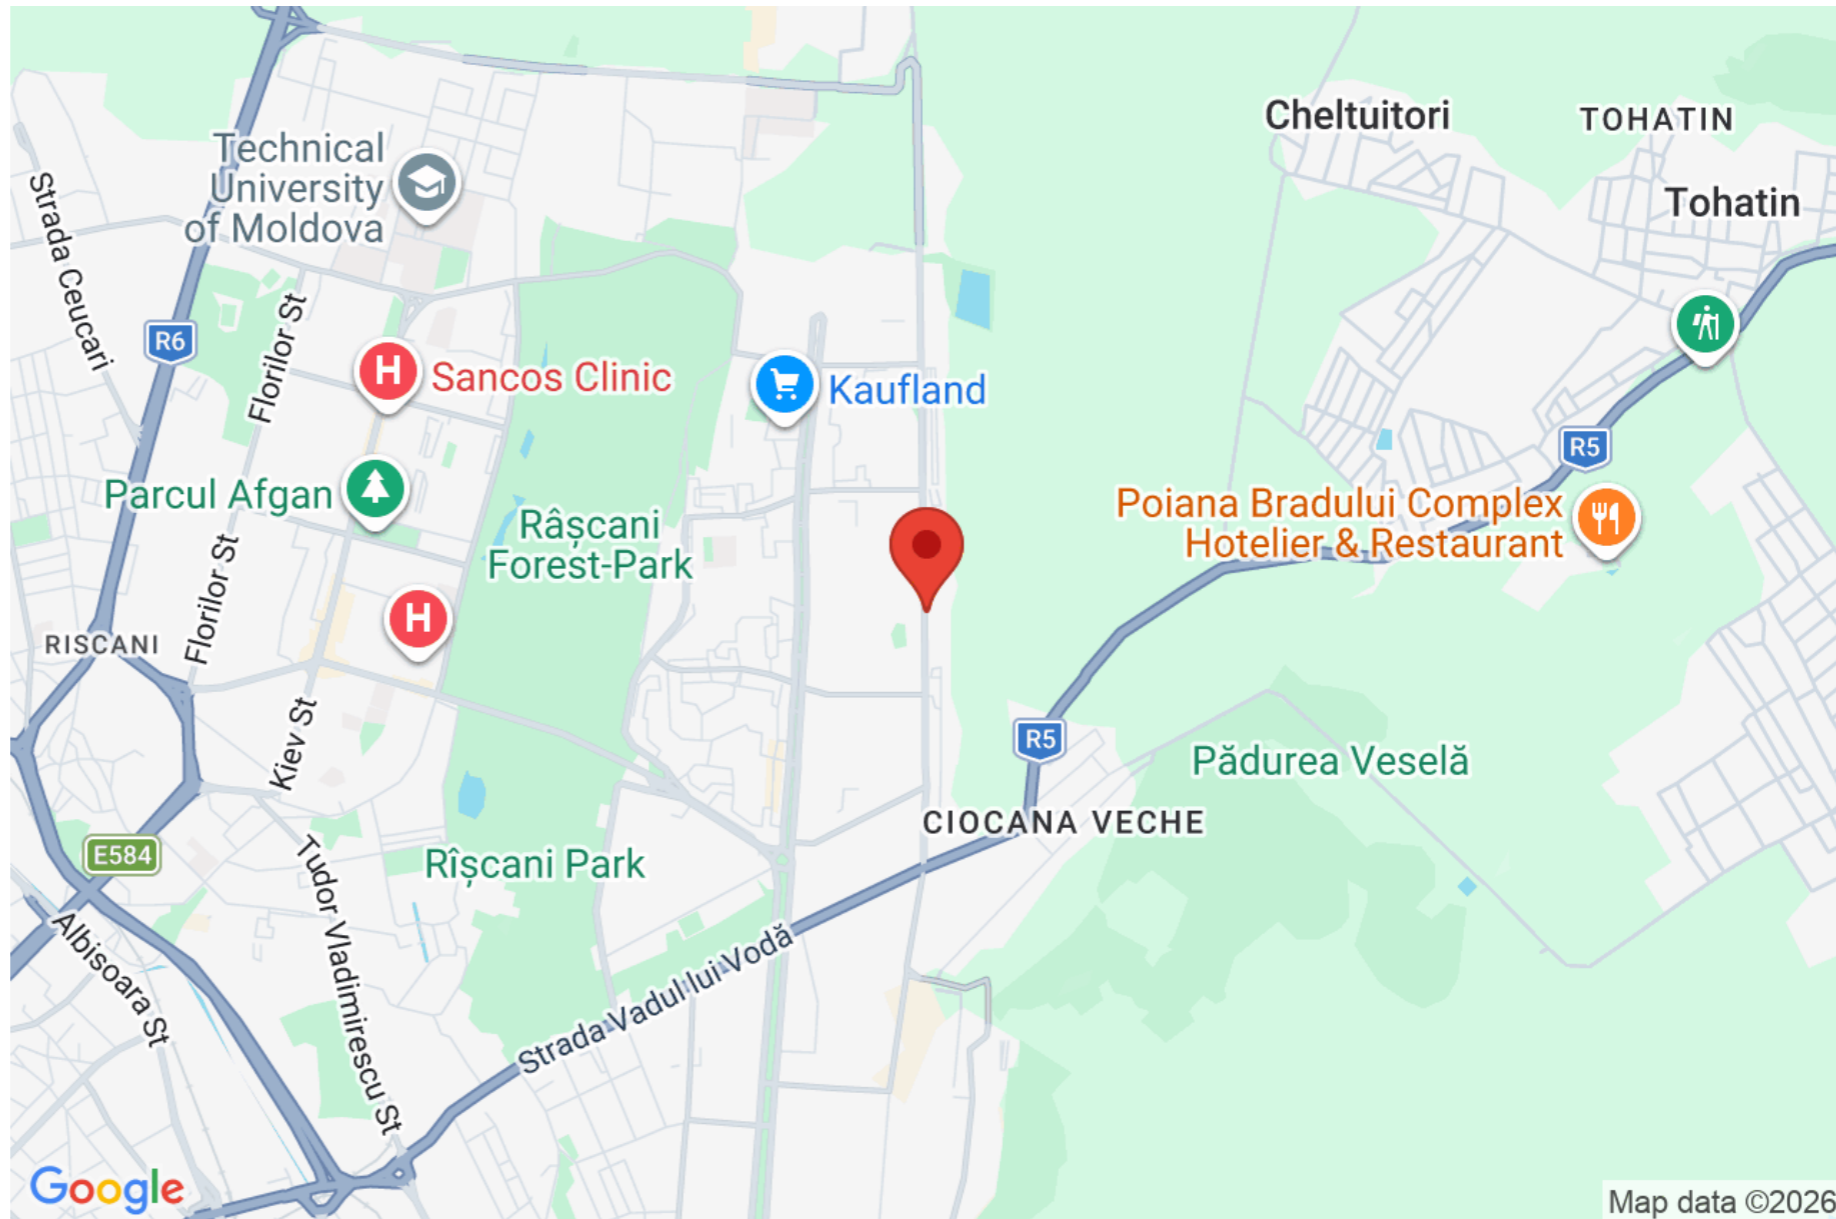 Cheltuitori
TOHATIN
Technical
University
of Moldova
Strada Ceucari
Tohatin
Florilor St
R6
Sancos Clinic
Kaufland
R5
Parcul Afgan
Râșcani
Forest-Park
Poiana Bradului Complex
Hotelier & Restaurant
Florilor St
H
H
RISCANI
Kiev St
R5
Pădurea Veselă
CIOCANA VECHE
E584
Rîșcani Park
Tudor Vladimirescu St
Albisoara St
Strada Vadul lui Vodă
Google
Map data ©2026